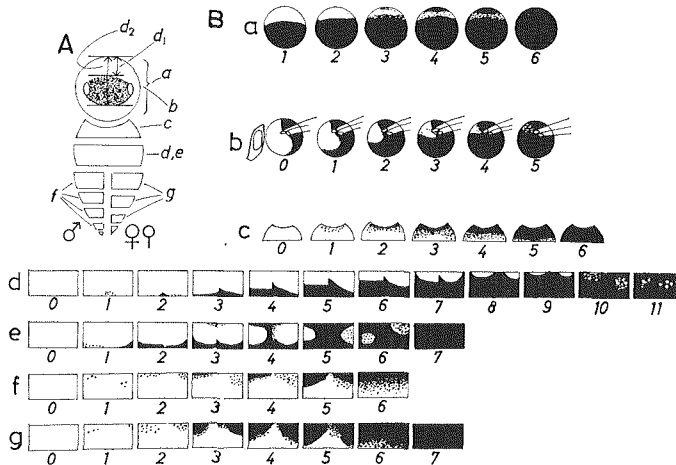 A
d2
d1
a
b
c
d,e
f
g
♂
♀♀
B
a
1 2 3 4 5 6
b
0 1 2 3 4 5
c
0 1 2 3 4 5 6
d
0 1 2 3 4 5 6 7 8 9 10 11
e
0 1 2 3 4 5 6 7
f
0 1 2 3 4 5 6
g
0 1 2 3 4 5 6 7